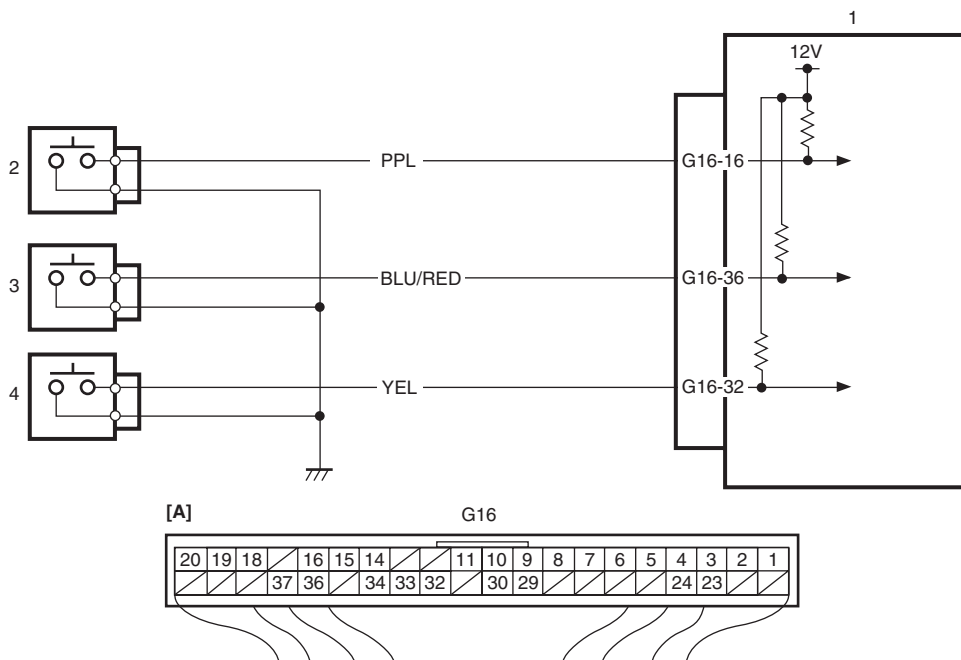 1
12V
2
PPL
G16-16
3
BLU/RED
G16-36
4
YEL
G16-32
[A]
G16
20 19 18 16 15 14 11 10 9 8 7 6 5 4 3 2 1
37 36 34 33 32 30 29 24 23